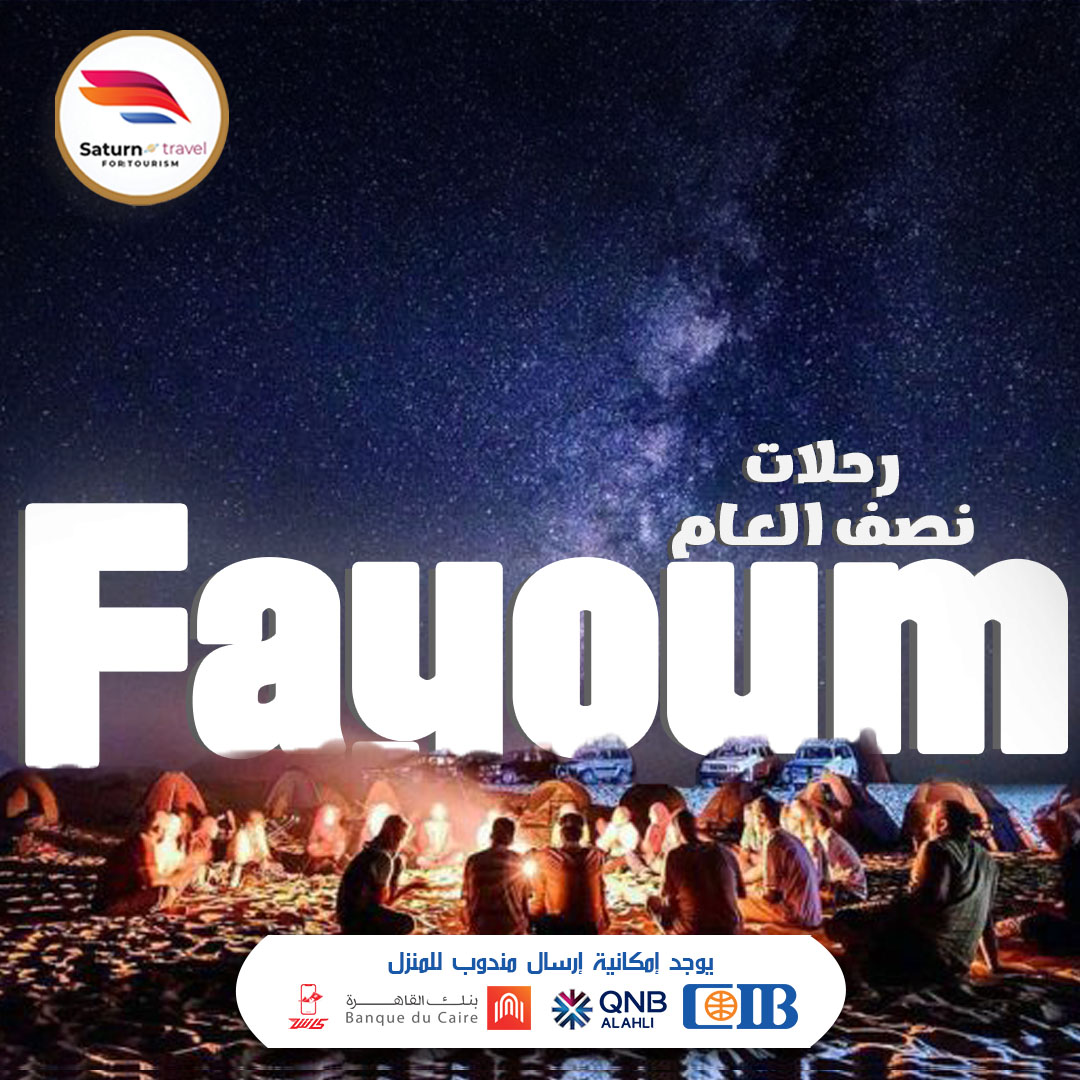 Saturn travel
FOR:TOURISM
رحلات
نصف العام
Fayoum
يوجد إمكانية إرسال مندوب للمنزل
كاش
بنك القاهرة
Banque du Caire
QNB
ALAHLI
CIB